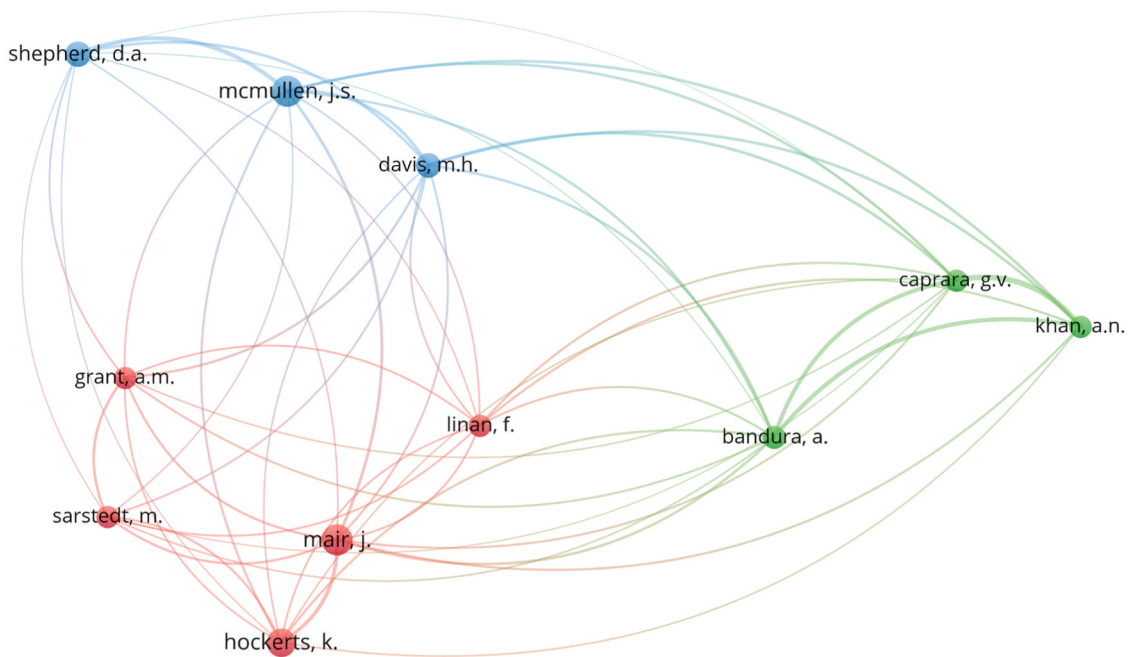 shepherd, d.a.
mcmullen, j.s.
davis, m.h.
caprara, g.v.
khan, a.n.
grant, a.m.
linan, f.
bandura, a.
sarstedt, m.
mair, j.
hockerts, k.